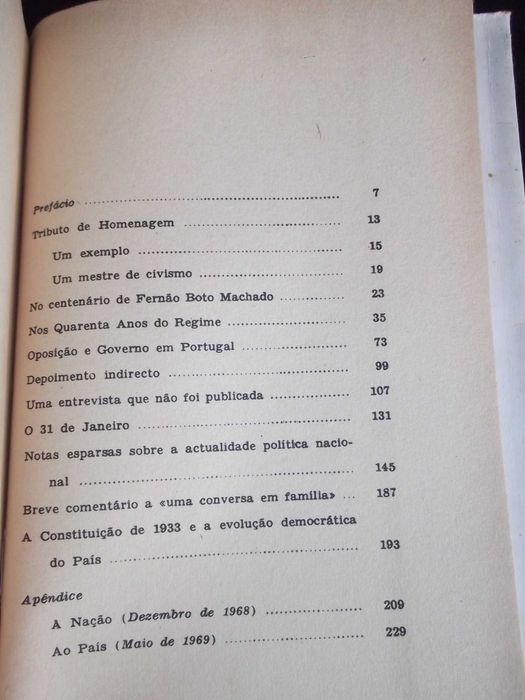 Prefácio ........................................ 7
Tributo de Homenagem ........................ 13
Um exemplo ................................ 15
Um mestre de civismo ...................... 19
No centenário de Fernão Boto Machado ............ 23
Nos Quarenta Anos do Regime .................... 35
Oposição e Governo em Portugal .................. 73
Depoimento indirecto ............................ 99
Uma entrevista que não foi publicada .............. 107
O 31 de Janeiro .................................. 131
Notas esparsas sobre a actualidade política nacio-
nal ........................................ 145
Breve comentário a «uma conversa em família» ... 187
A Constituição de 1933 e a evolução democrática
do País .................................... 193
Apêndice
A Nação (Dezembro de 1968) ................ 209
Ao País (Maio de 1969) ...................... 229